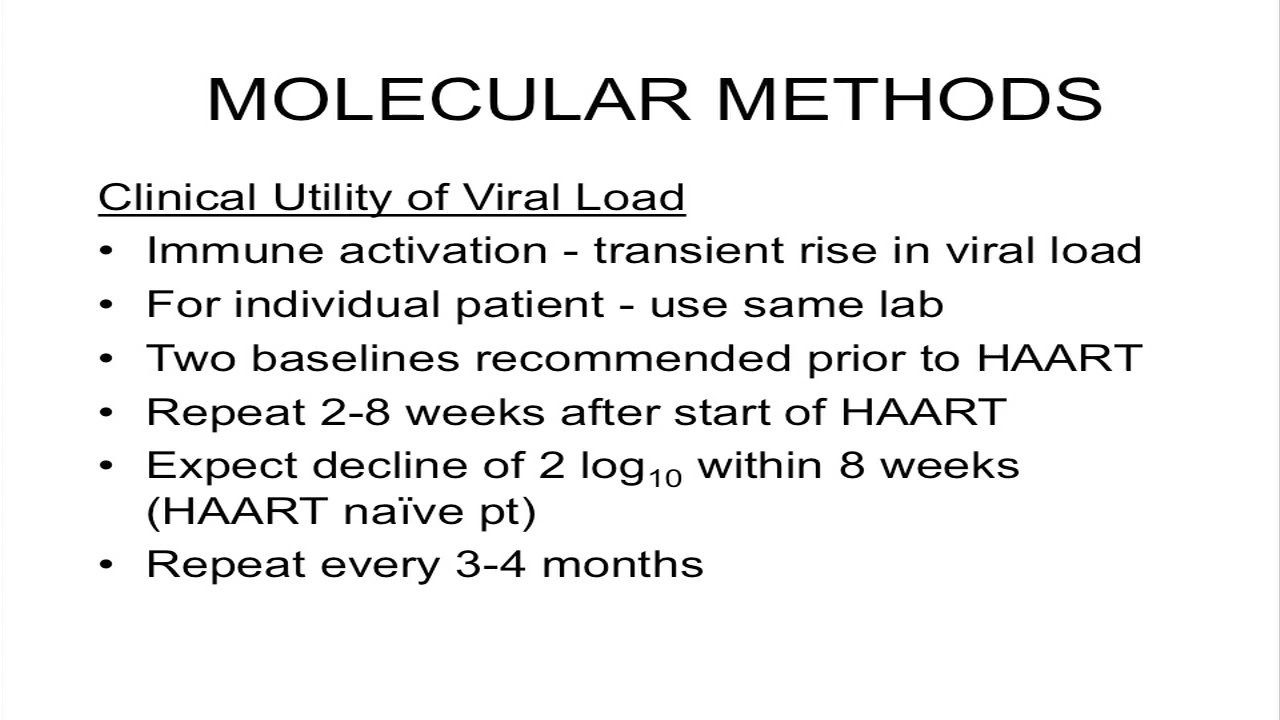 MOLECULAR METHODS
Clinical Utility of Viral Load
• Immune activation - transient rise in viral load
• For individual patient - use same lab
• Two baselines recommended prior to HAART
• Repeat 2-8 weeks after start of HAART
• Expect decline of 2 log₁₀ within 8 weeks
(HAART naïve pt)
• Repeat every 3-4 months